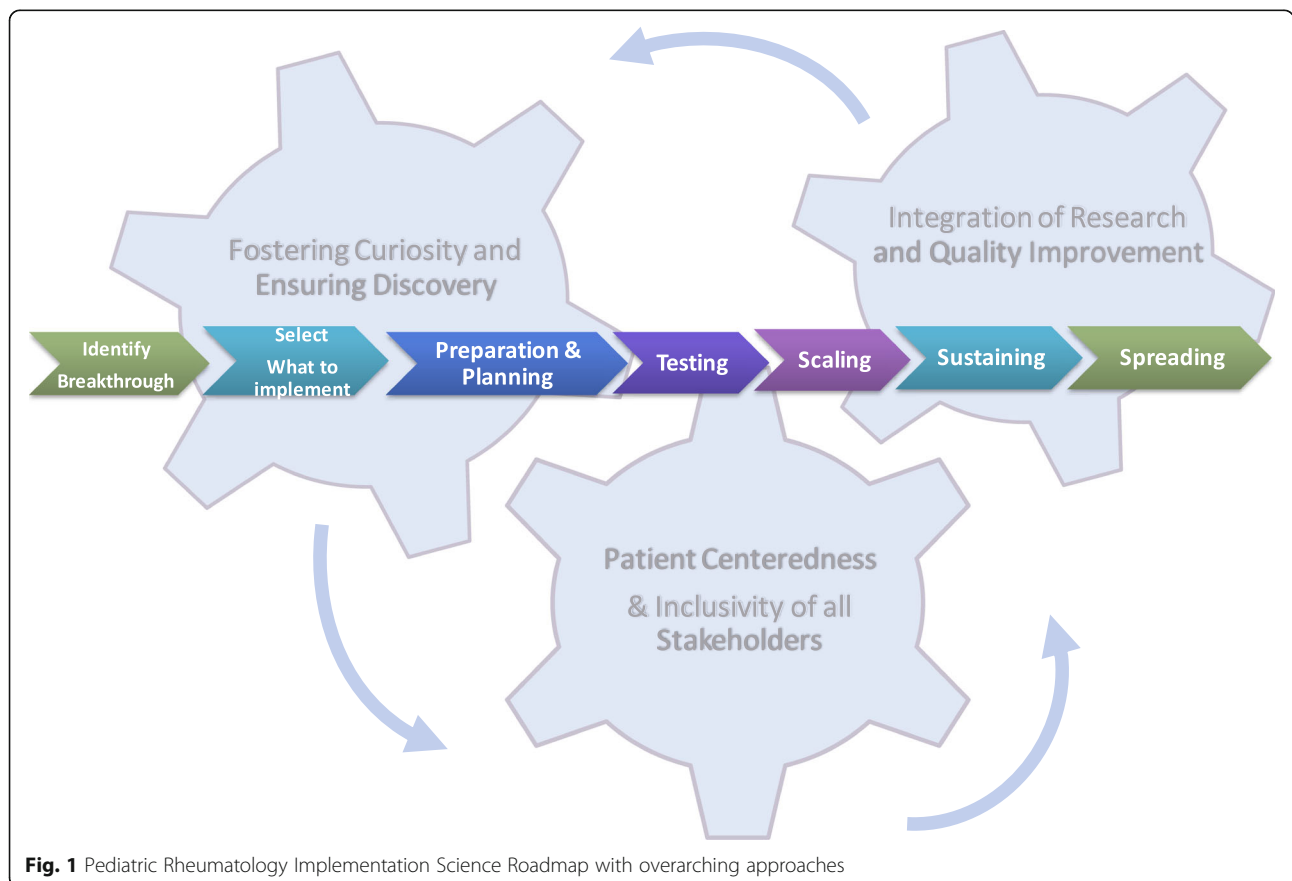 Fostering Curiosity and
Ensuring Discovery
Integration of Research
and Quality Improvement
Identify
Breakthrough
Select
What to
implement
Preparation &
Planning
Testing
Scaling
Sustaining
Spreading
Patient Centeredness
& Inclusivity of all
Stakeholders
Fig. 1 Pediatric Rheumatology Implementation Science Roadmap with overarching approaches